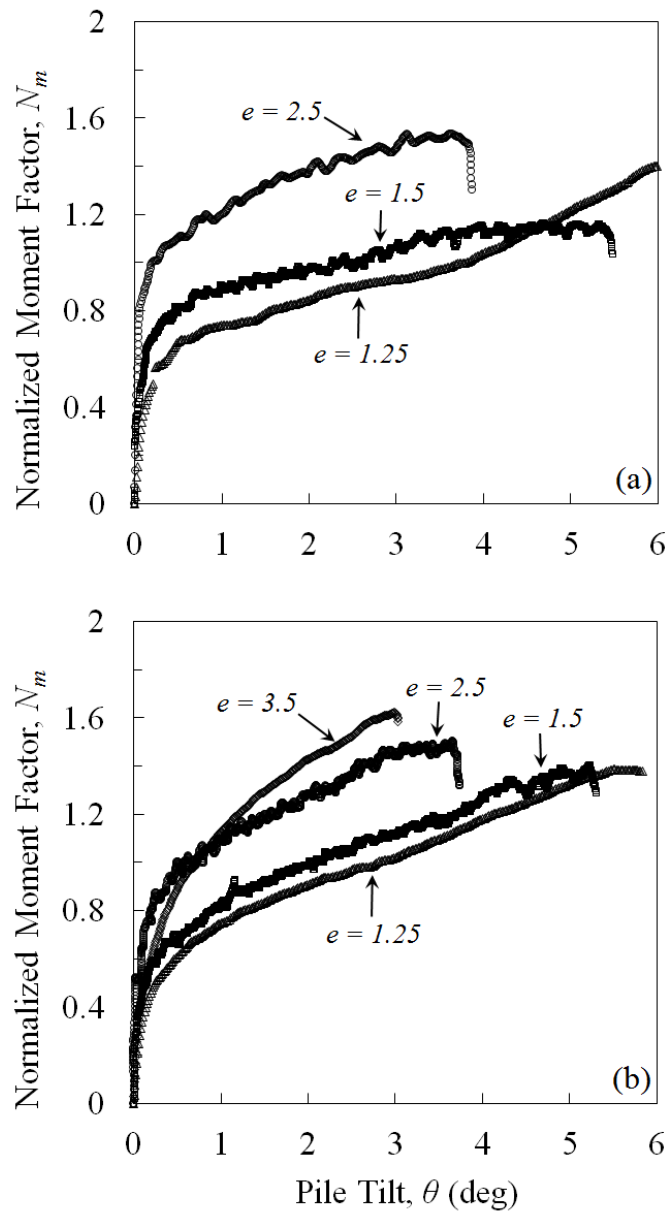 2
1.6
1.2
0.8
0.4
0
Normalized Moment Factor, N_m
e = 2.5
e = 1.5
e = 1.25
(a)
0 1 2 3 4 5 6
2
1.6
1.2
0.8
0.4
0
Normalized Moment Factor, N_m
e = 3.5
e = 2.5
e = 1.5
e = 1.25
(b)
0 1 2 3 4 5 6
Pile Tilt, θ (deg)